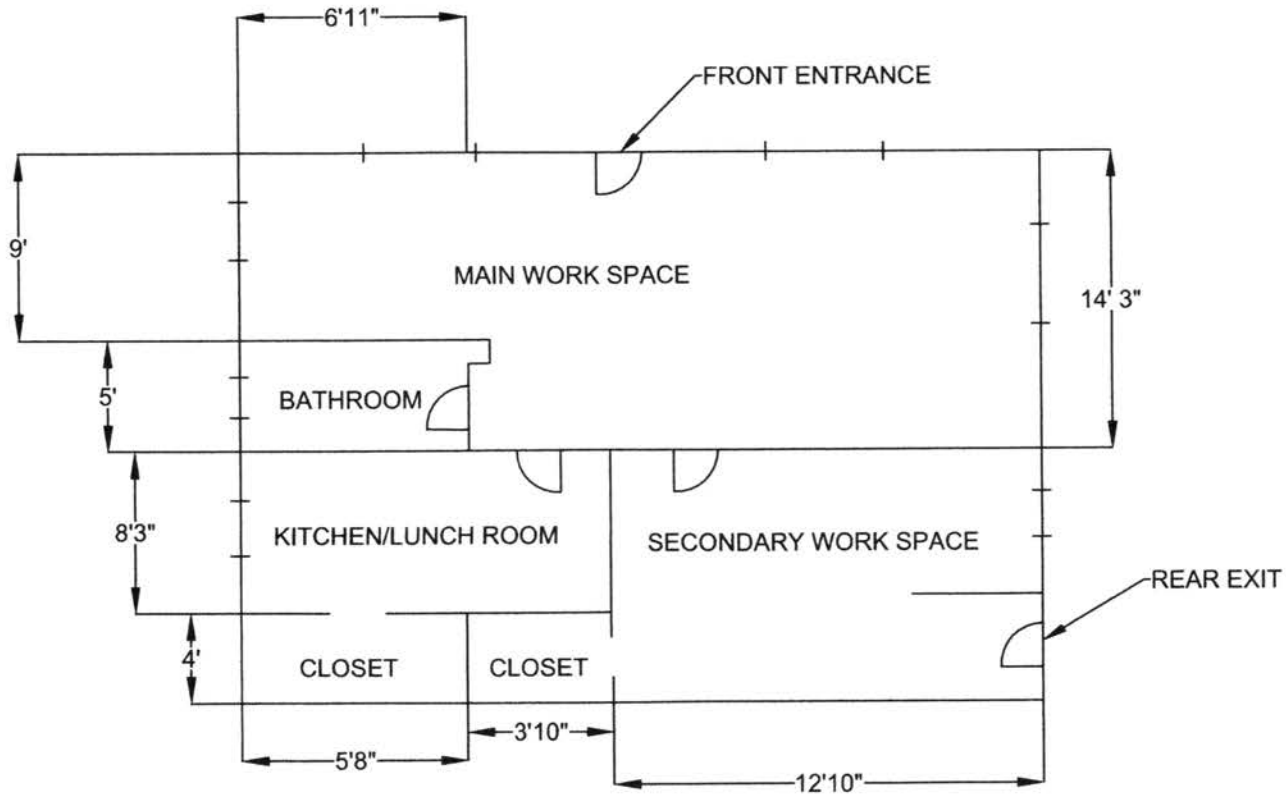 6'11"
FRONT ENTRANCE
9'
MAIN WORK SPACE
14' 3"
5'
BATHROOM
8'3"
KITCHEN/LUNCH ROOM
SECONDARY WORK SPACE
REAR EXIT
4'
CLOSET
CLOSET
3'10"
5'8"
12'10"